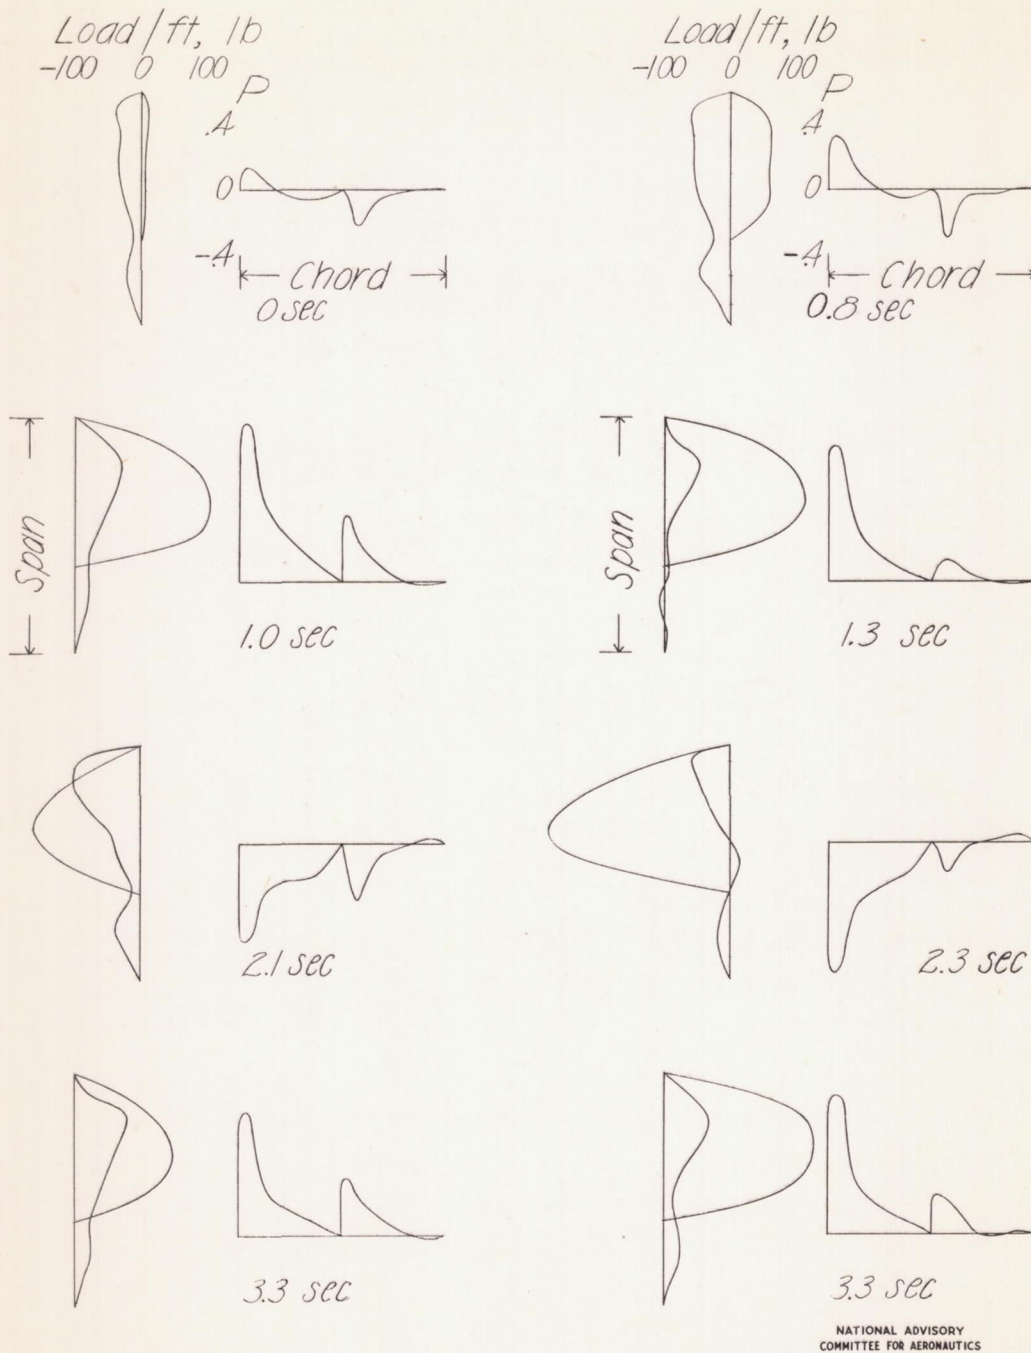 Load/ft, lb
-100 0 100
P
.4
0
-.4
Chord
0 sec
Load/ft, lb
-100 0 100
P
.4
0
-.4
Chord
0.8 sec
Span
1.0 sec
Span
1.3 sec
2.1 sec
2.3 sec
3.3 sec
3.3 sec
NATIONAL ADVISORY
COMMITTEE FOR AERONAUTICS